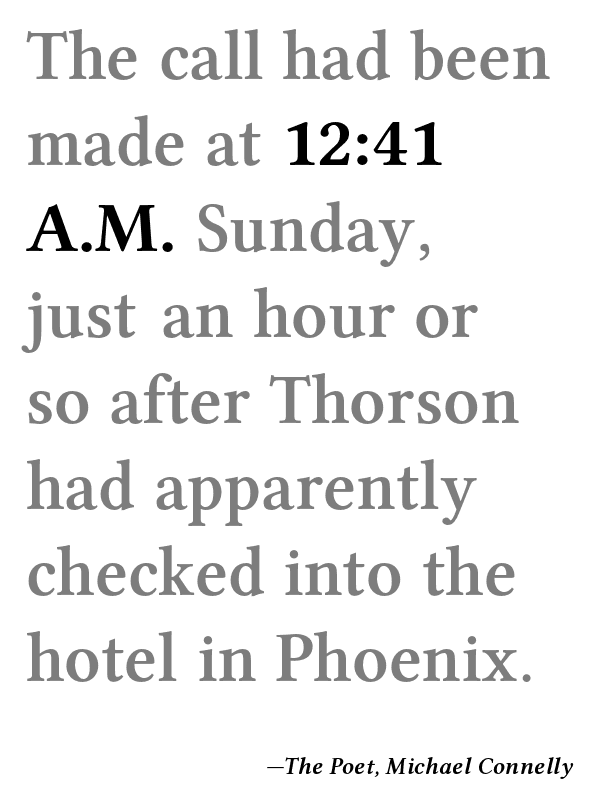 The call had been
made at 12:41
A.M. Sunday,
just an hour or
so after Thorson
had apparently
checked into the
hotel in Phoenix.
—The Poet, Michael Connelly